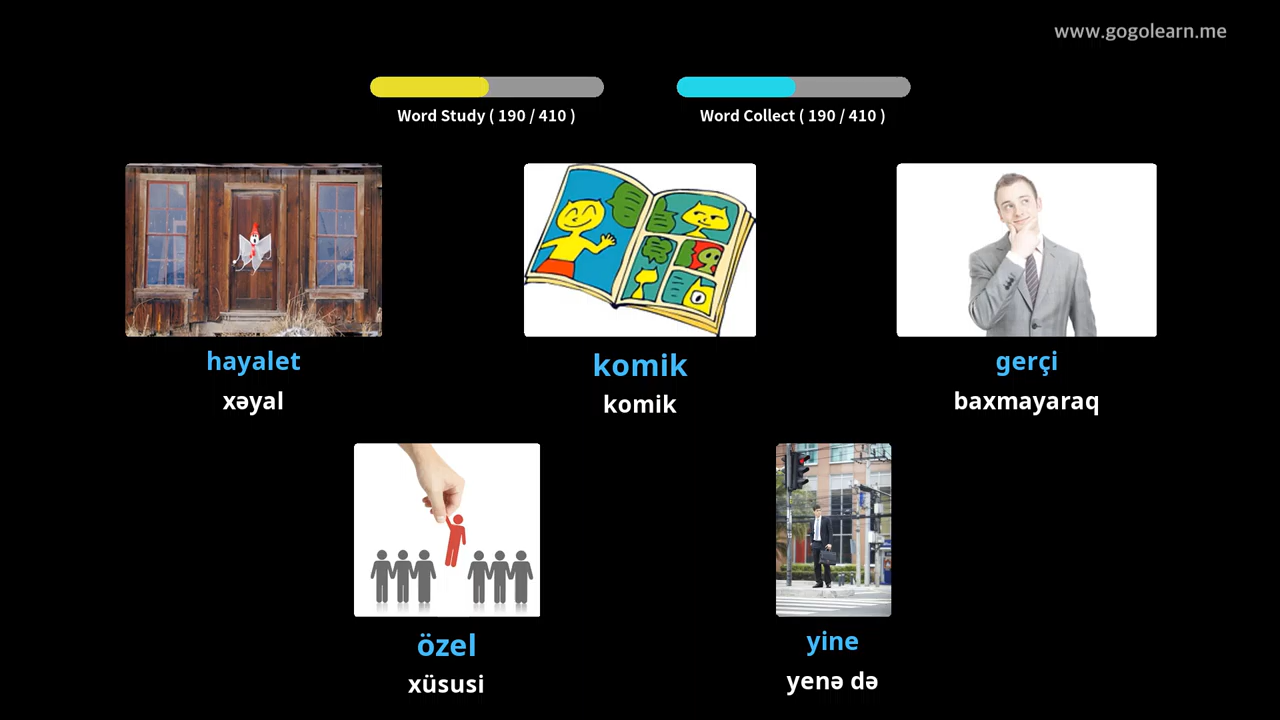 www.gogolearn.me
Word Study ( 190 / 410 )
Word Collect ( 190 / 410 )
hayalet
xəyal
komik
komik
gerçi
baxmayaraq
özel
xüsusi
yine
yenə də